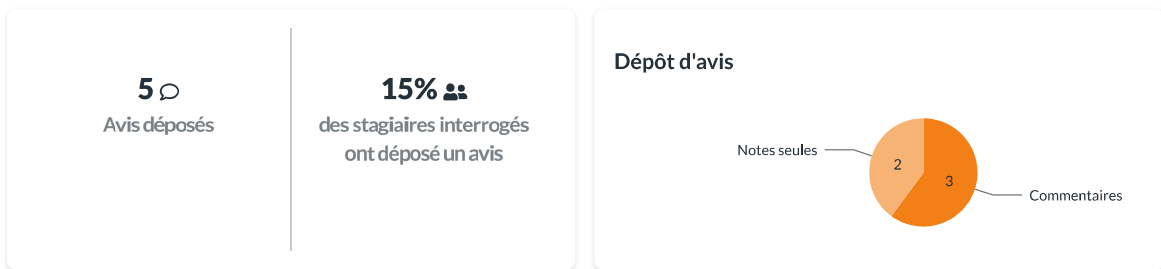 5
Avis déposés
15%
des stagiaires interrogés
ont déposé un avis
Dépôt d'avis
Notes seules
2
3
Commentaires